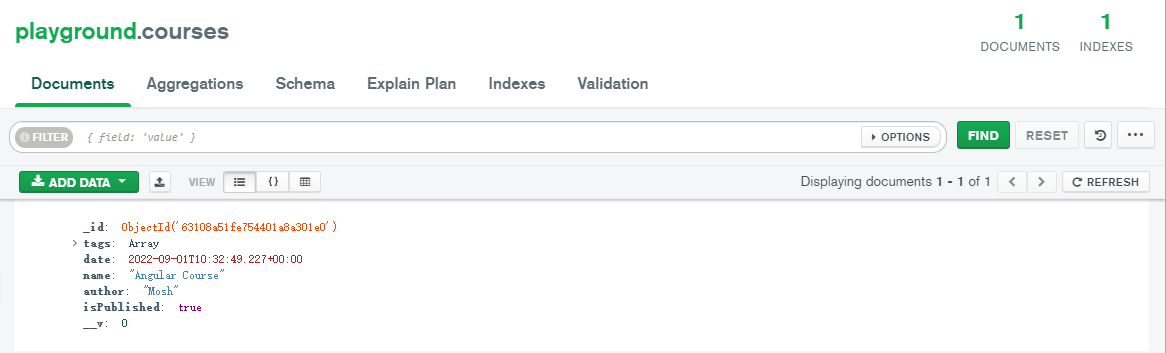 playground.courses
1
DOCUMENTS
1
INDEXES
Documents Aggregations Schema Explain Plan Indexes Validation
FILTER { field: 'value' } OPTIONS FIND RESET ...
ADD DATA VIEW {} Displaying documents 1 - 1 of 1 < > REFRESH
_id: ObjectId('63108a51fe754401a8a301e0')
> tags: Array
date: 2022-09-01T10:32:49.227+00:00
name: "Angular Course"
author: "Mosh"
isPublished: true
__v: 0